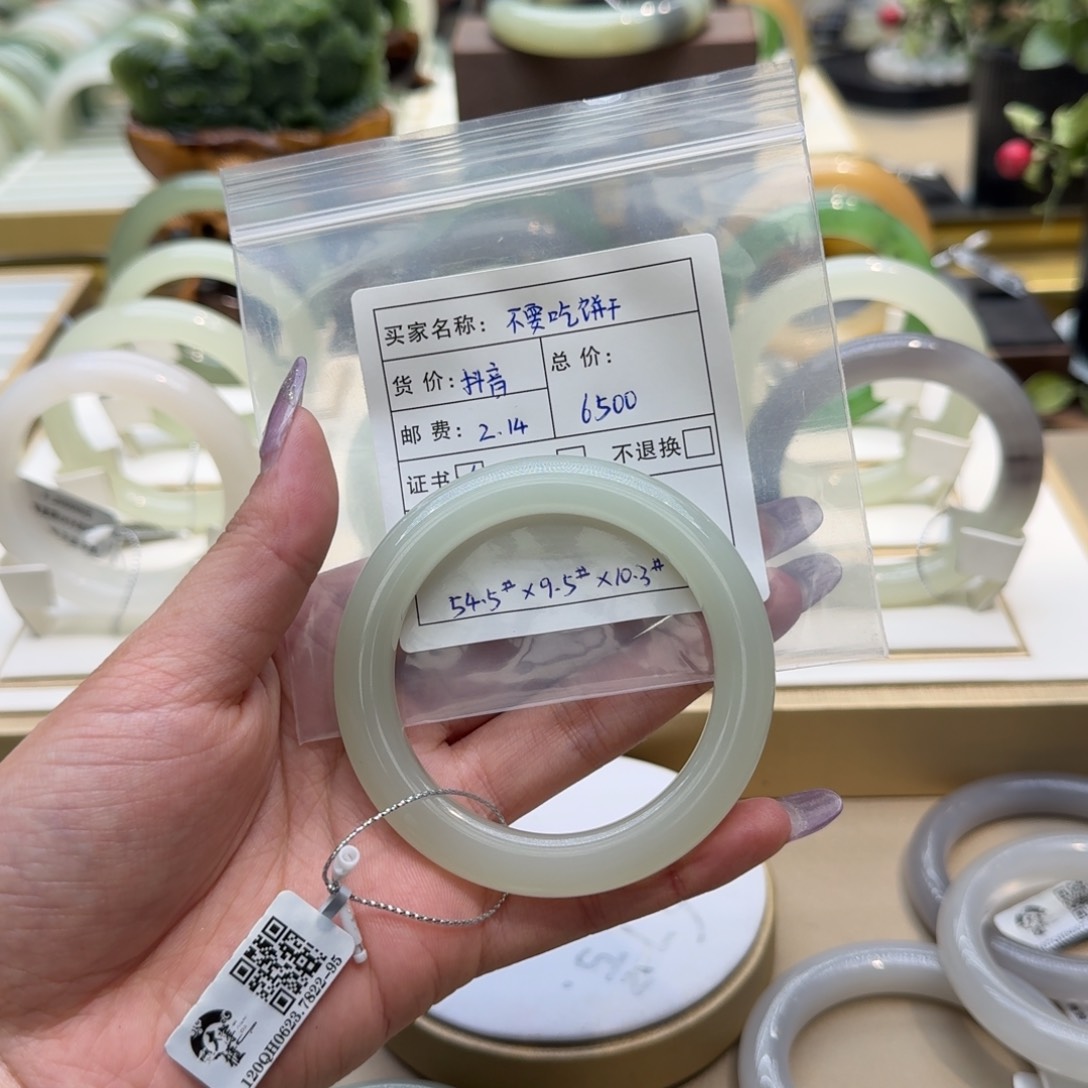 买家名称：不要吃饼干
货 价：抖音
总 价：
6500
邮 费：2.14
证书
不退换
54.5# ×9.5# ×10.3#
120QH0623.7822-95